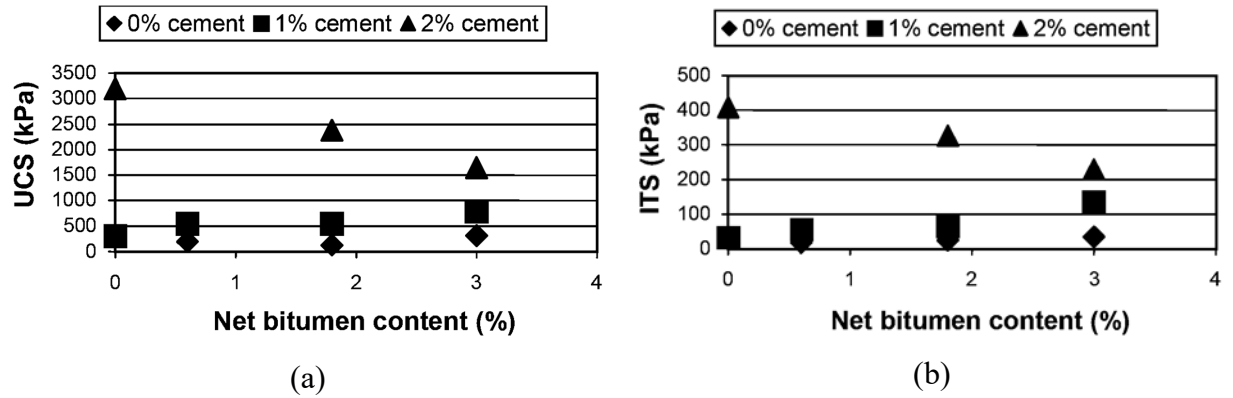 ◆ 0% cement ■ 1% cement ▲ 2% cement
UCS (kPa)
3500
3000
2500
2000
1500
1000
500
0
0 1 2 3 4
Net bitumen content (%)
(a)
◆ 0% cement ■ 1% cement ▲ 2% cement
ITS (kPa)
500
400
300
200
100
0
0 1 2 3 4
Net bitumen content (%)
(b)